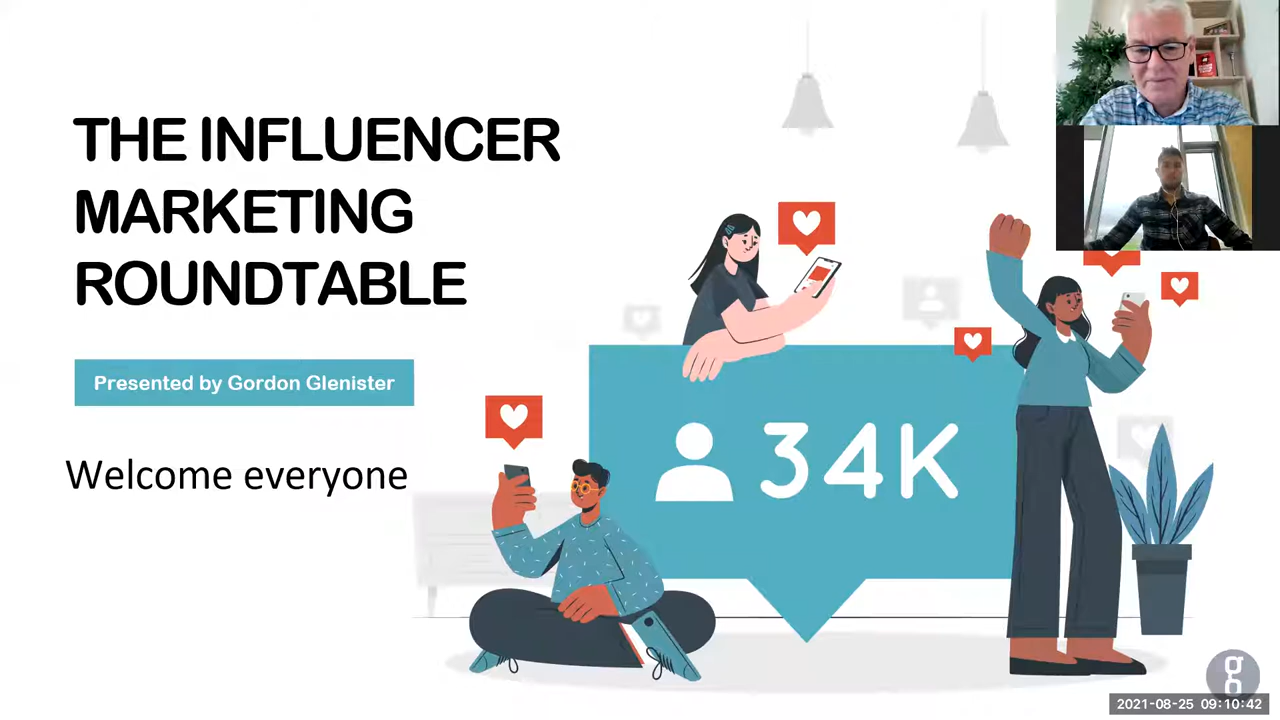 THE INFLUENCER
MARKETING
ROUNDTABLE
Presented by Gordon Glenister
Welcome everyone
34K
g
2021-08-25 09:10:42